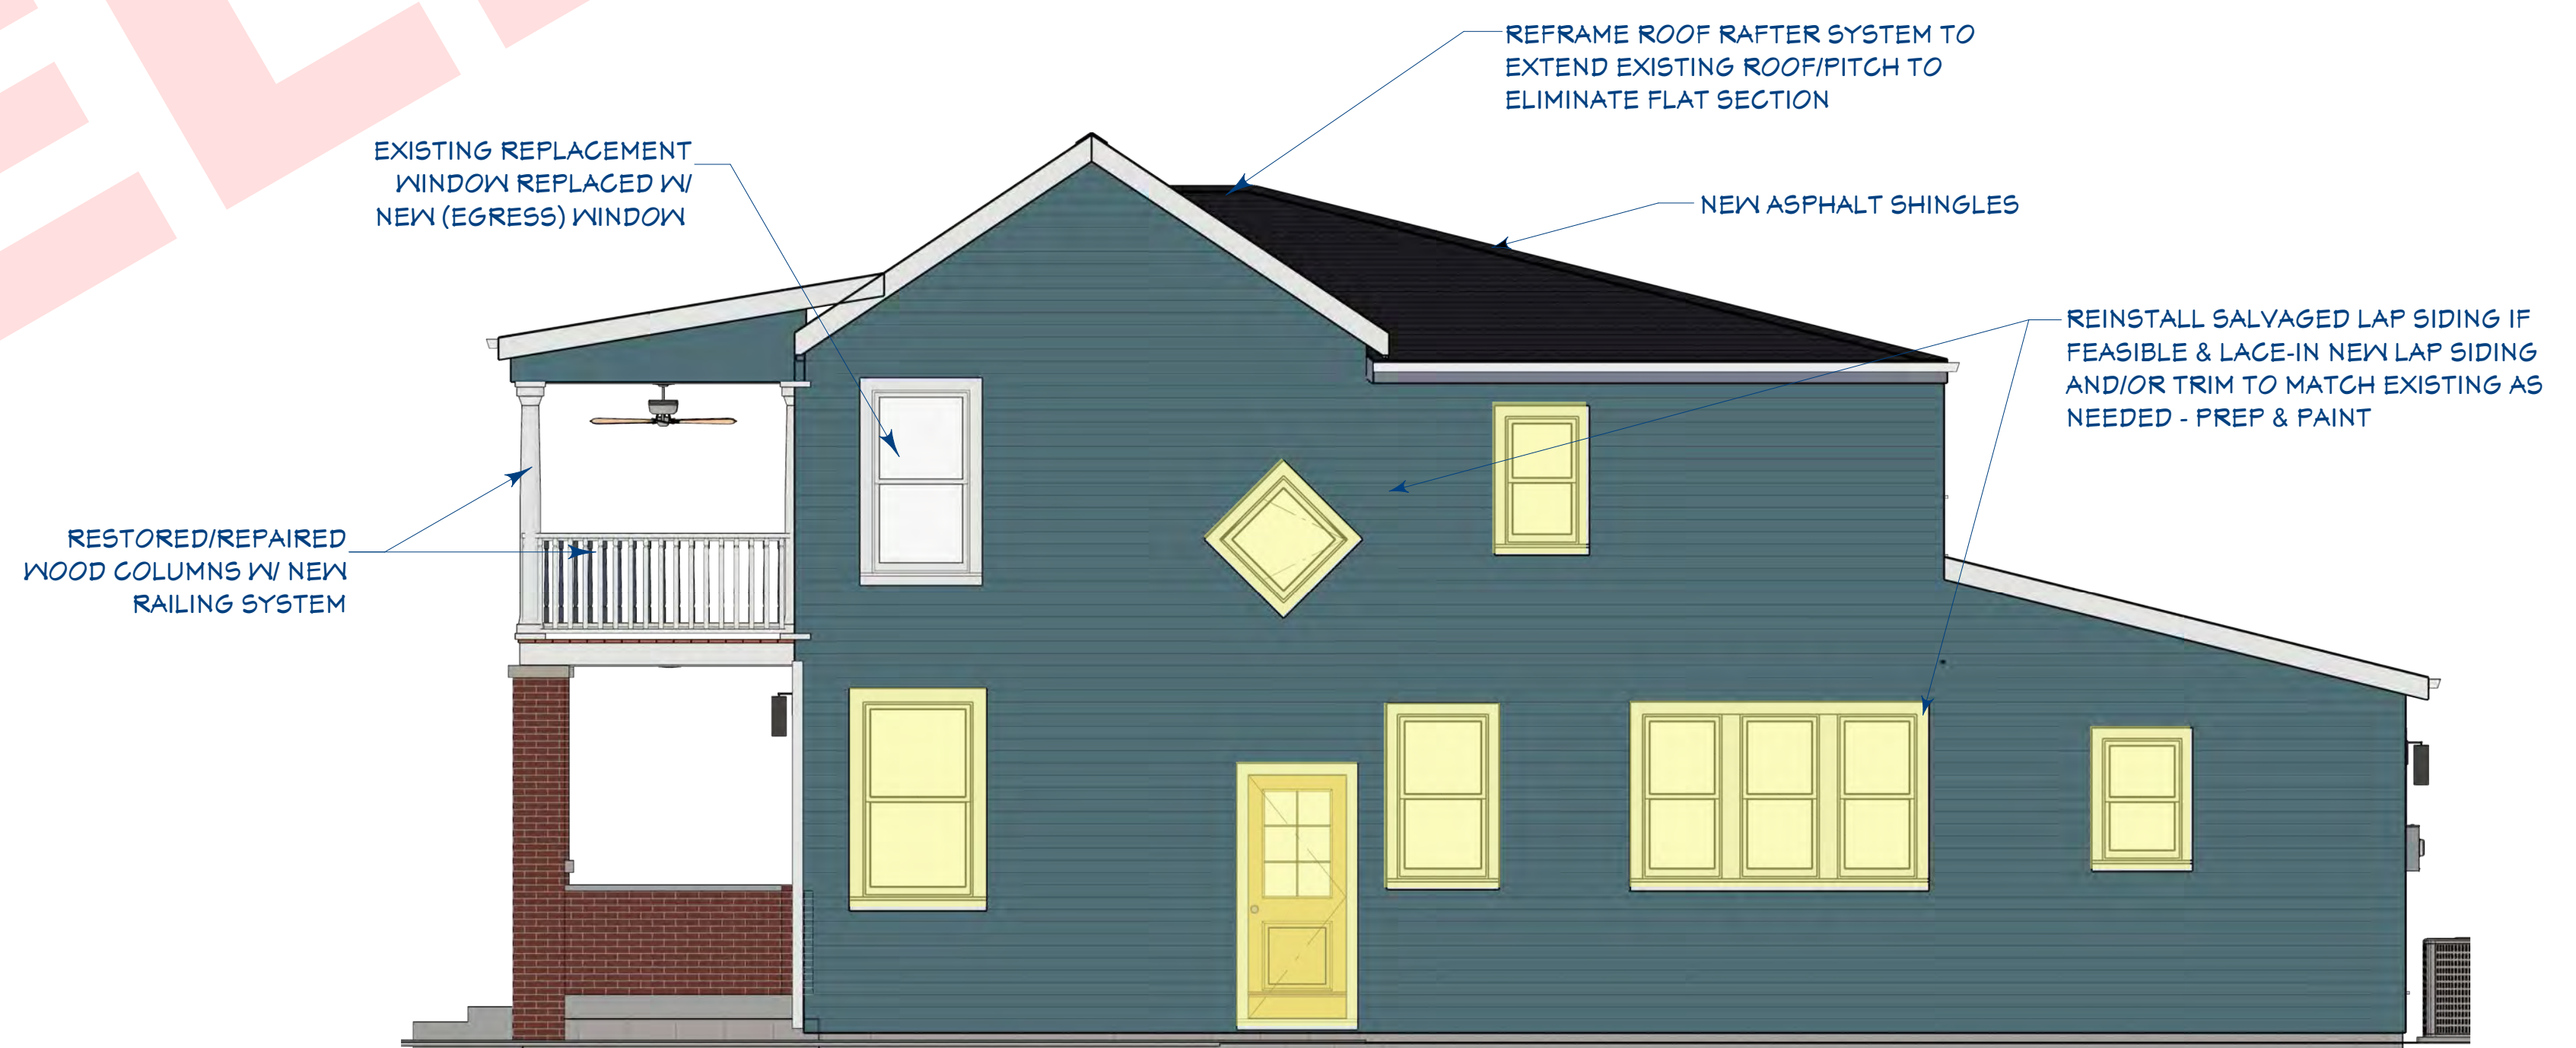 REFRAME ROOF RAFTER SYSTEM TO
EXTEND EXISTING ROOF/PITCH TO
ELIMINATE FLAT SECTION
EXISTING REPLACEMENT
WINDOW REPLACED W/
NEW (EGRESS) WINDOW
NEW ASPHALT SHINGLES
REINSTALL SALVAGED LAP SIDING IF
FEASIBLE & LACE-IN NEW LAP SIDING
AND/OR TRIM TO MATCH EXISTING AS
NEEDED - PREP & PAINT
RESTORED/REPAIRED
WOOD COLUMNS W/ NEW
RAILING SYSTEM